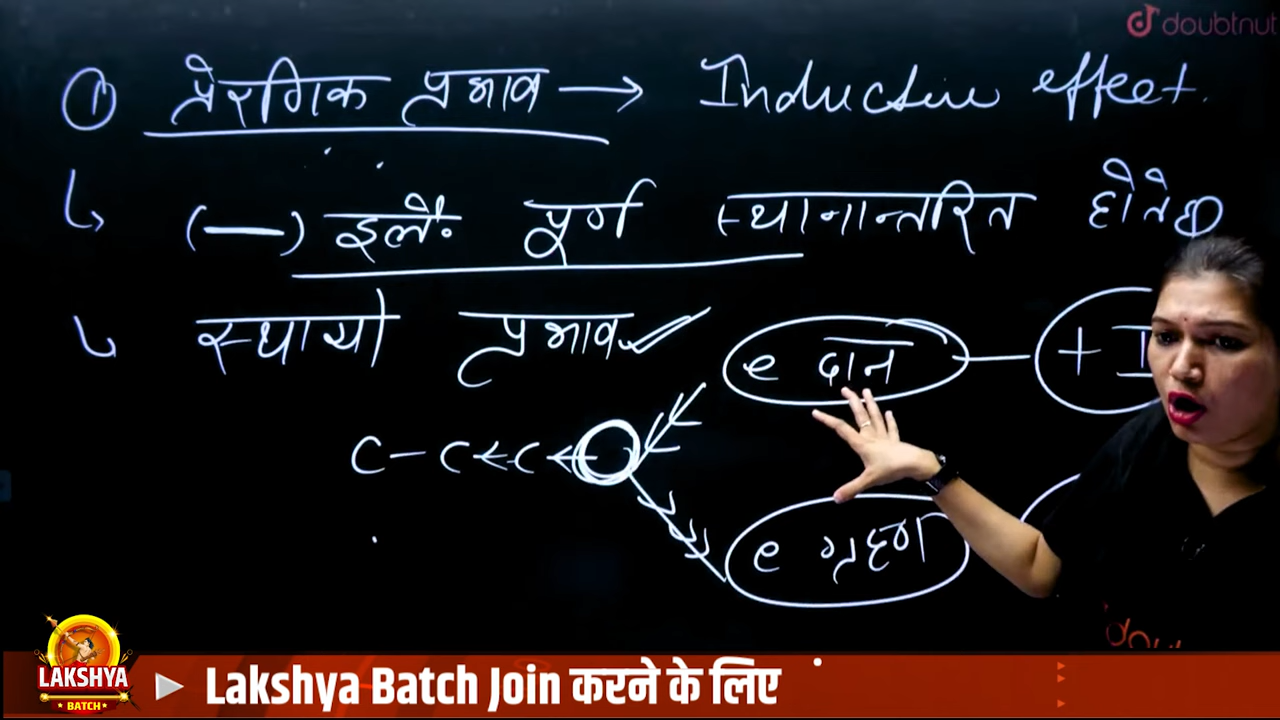 doubtnut
① प्रेरणिक प्रभाव → Inductive effect.
(—) इलै॰ पूर्ण स्थानान्तरित होते हैं
स्थायी प्रभाव
e दान — + I
C - C ← C ←
e ग्रहण
LAKSHYA
BATCH
Lakshya Batch Join करने के लिए